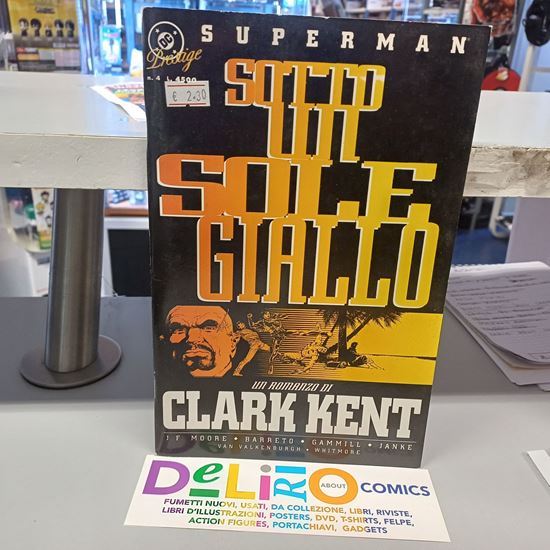 SUPERMAN
DC
Prestige
n. 4 L. 4500
€ 2.30
SOTTO
UN
SOLE
GIALLO
UN ROMANZO DI
CLARK KENT
J F MOORE • BARRETO • GAMMILL • JANKE
VAN VALKENBURGH • WHITMORE
DeLiRiO
ABOUT
COMICS
FUMETTI NUOVI, USATI, DA COLLEZIONE, LIBRI, RIVISTE,
LIBRI D'ILLUSTRAZIONI, POSTERS, DVD, T-SHIRTS, FELPE,
ACTION FIGURES, PORTACHIAVI, GADGETS